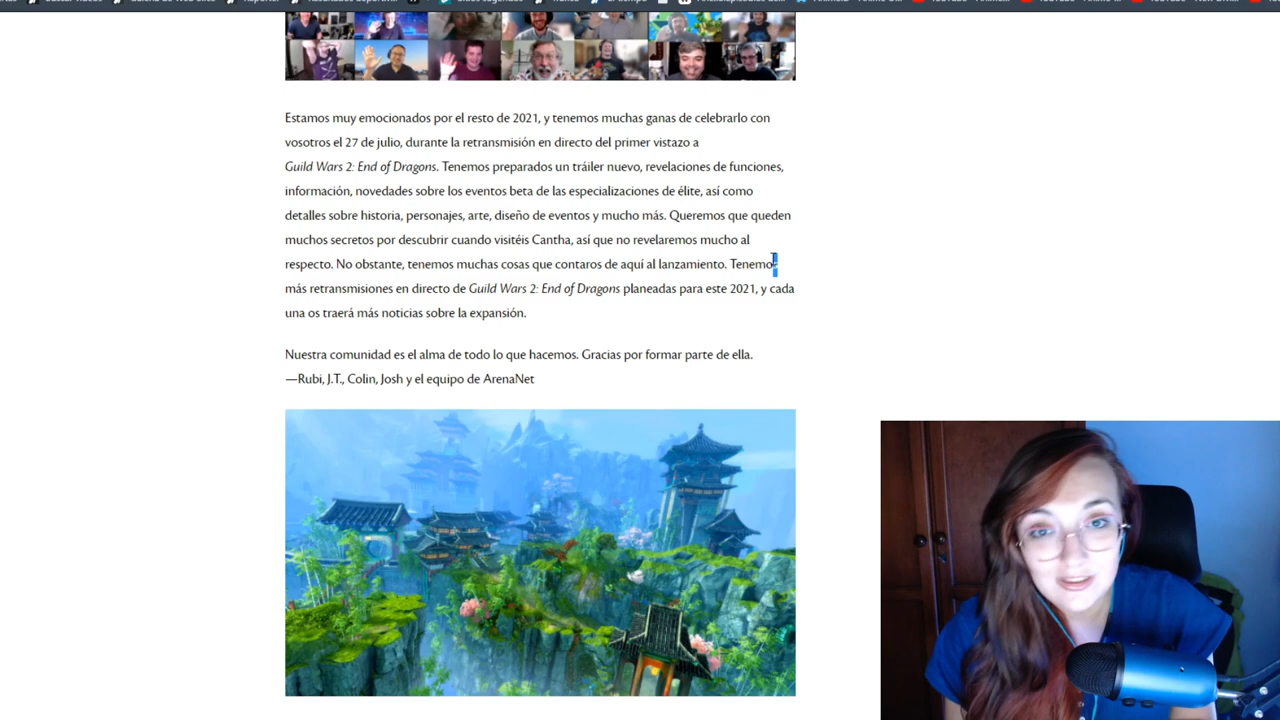 Estamos muy emocionados por el resto de 2021, y tenemos muchas ganas de celebrarlo con
vosotros el 27 de julio, durante la retransmisión en directo del primer vistazo a
Guild Wars 2: End of Dragons. Tenemos preparados un tráiler nuevo, revelaciones de funciones,
información, novedades sobre los eventos beta de las especializaciones de élite, así como
detalles sobre historia, personajes, arte, diseño de eventos y mucho más. Queremos que queden
muchos secretos por descubrir cuando visitéis Cantha, así que no revelaremos mucho al
respecto. No obstante, tenemos muchas cosas que contaros de aquí al lanzamiento. Tenemos
más retransmisiones en directo de Guild Wars 2: End of Dragons planeadas para este 2021, y cada
una os traerá más noticias sobre la expansión.
Nuestra comunidad es el alma de todo lo que hacemos. Gracias por formar parte de ella.
—Rubi, J.T., Colin, Josh y el equipo de ArenaNet